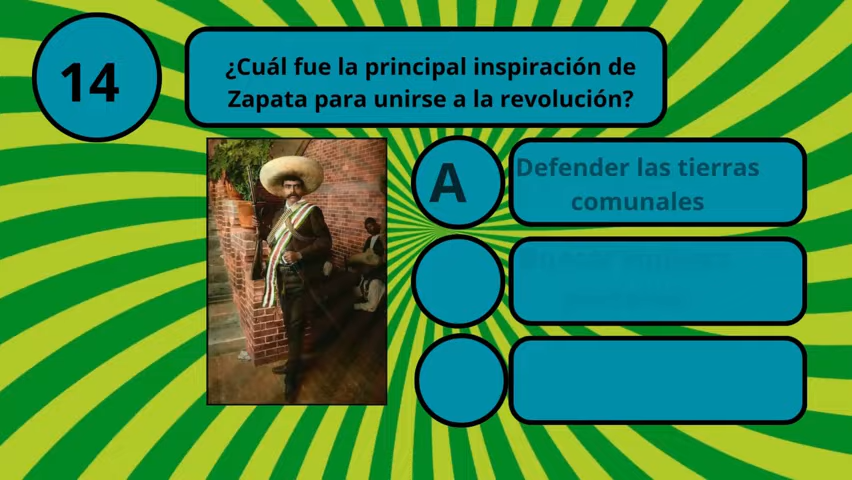 14
¿Cuál fue la principal inspiración de
Zapata para unirse a la revolución?
A
Defender las tierras
comunales